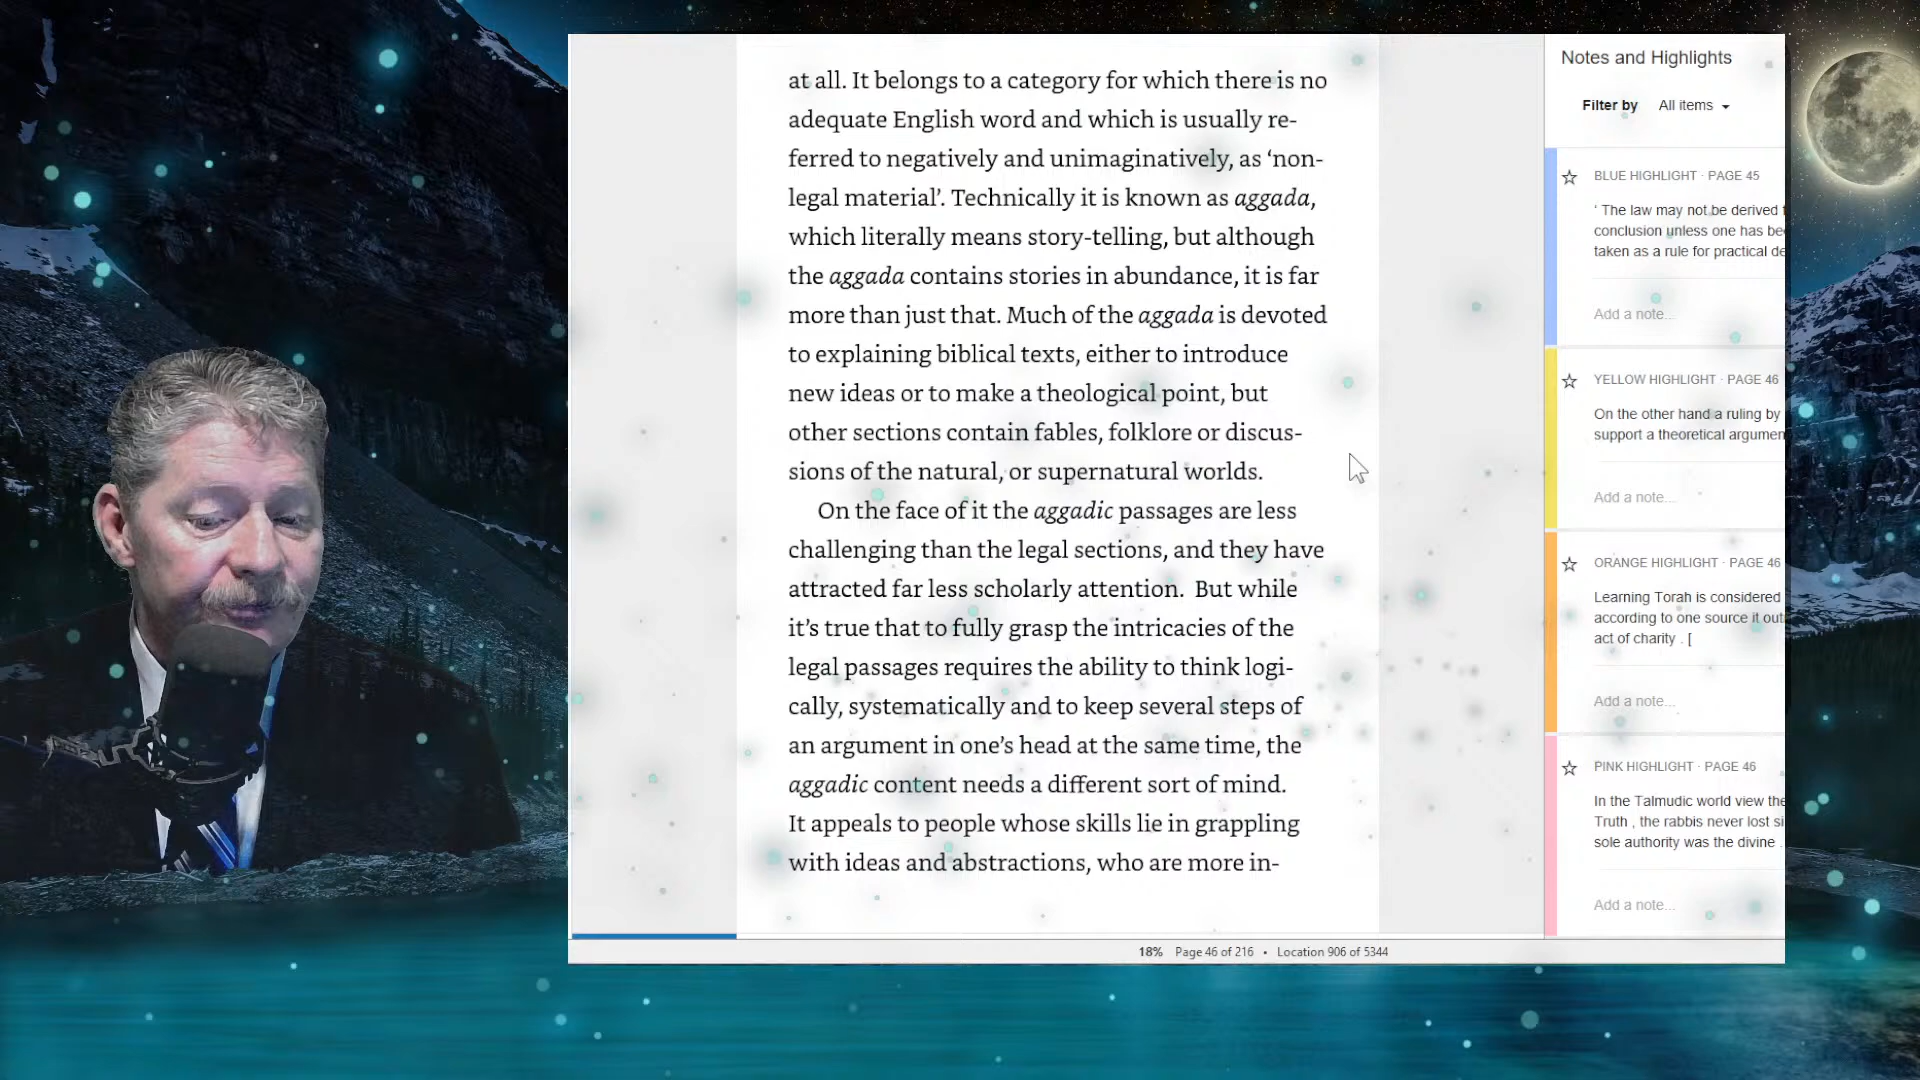 at all. It belongs to a category for which there is no
adequate English word and which is usually re-
ferred to negatively and unimaginatively, as ‘non-
legal material’. Technically it is known as aggada,
which literally means story-telling, but although
the aggada contains stories in abundance, it is far
more than just that. Much of the aggada is devoted
to explaining biblical texts, either to introduce
new ideas or to make a theological point, but
other sections contain fables, folklore or discus-
sions of the natural, or supernatural worlds.
On the face of it the aggadic passages are less
challenging than the legal sections, and they have
attracted far less scholarly attention. But while
it’s true that to fully grasp the intricacies of the
legal passages requires the ability to think logi-
cally, systematically and to keep several steps of
an argument in one’s head at the same time, the
aggadic content needs a different sort of mind.
It appeals to people whose skills lie in grappling
with ideas and abstractions, who are more in-
18% Page 46 of 216 • Location 906 of 5344
Notes and Highlights
Filter by All items
BLUE HIGHLIGHT · PAGE 45
‘ The law may not be derived
conclusion unless one has
taken as a rule for practical
Add a note...
YELLOW HIGHLIGHT · PAGE 46
On the other hand a ruling by
support a theoretical
Add a note...
ORANGE HIGHLIGHT · PAGE 46
Learning Torah is considered
according to one source it
act of charity . [
Add a note...
PINK HIGHLIGHT · PAGE 46
In the Talmudic world view
Truth , the rabbis never lost
sole authority was the divine
Add a note...